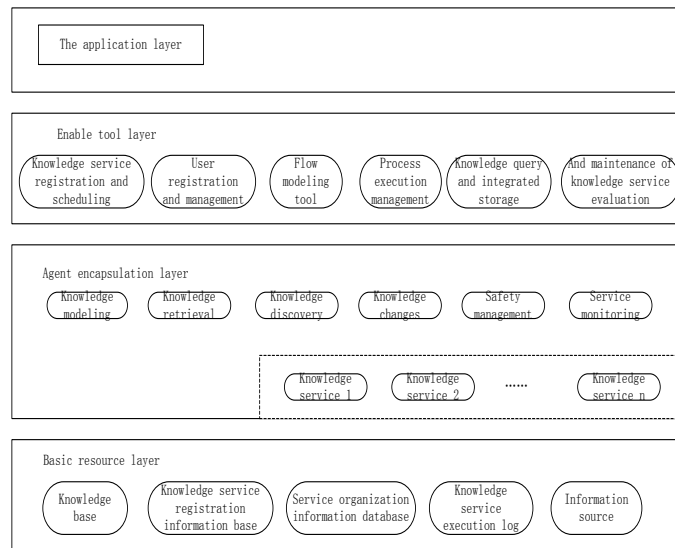 The application layer
Enable tool layer
Knowledge service
registration and
scheduling
User
registration
and management
Flow
modeling
tool
Process
execution
management
Knowledge query
and integrated
storage
And maintenance of
knowledge service
evaluation
Agent encapsulation layer
Knowledge
modeling
Knowledge
retrieval
Knowledge
discovery
Knowledge
changes
Safety
management
Service
monitoring
Knowledge
service 1
Knowledge
service 2
……
Knowledge
service n
Basic resource layer
Knowledge
base
Knowledge service
registration
information base
Service organization
information database
Knowledge
service
execution log
Information
source